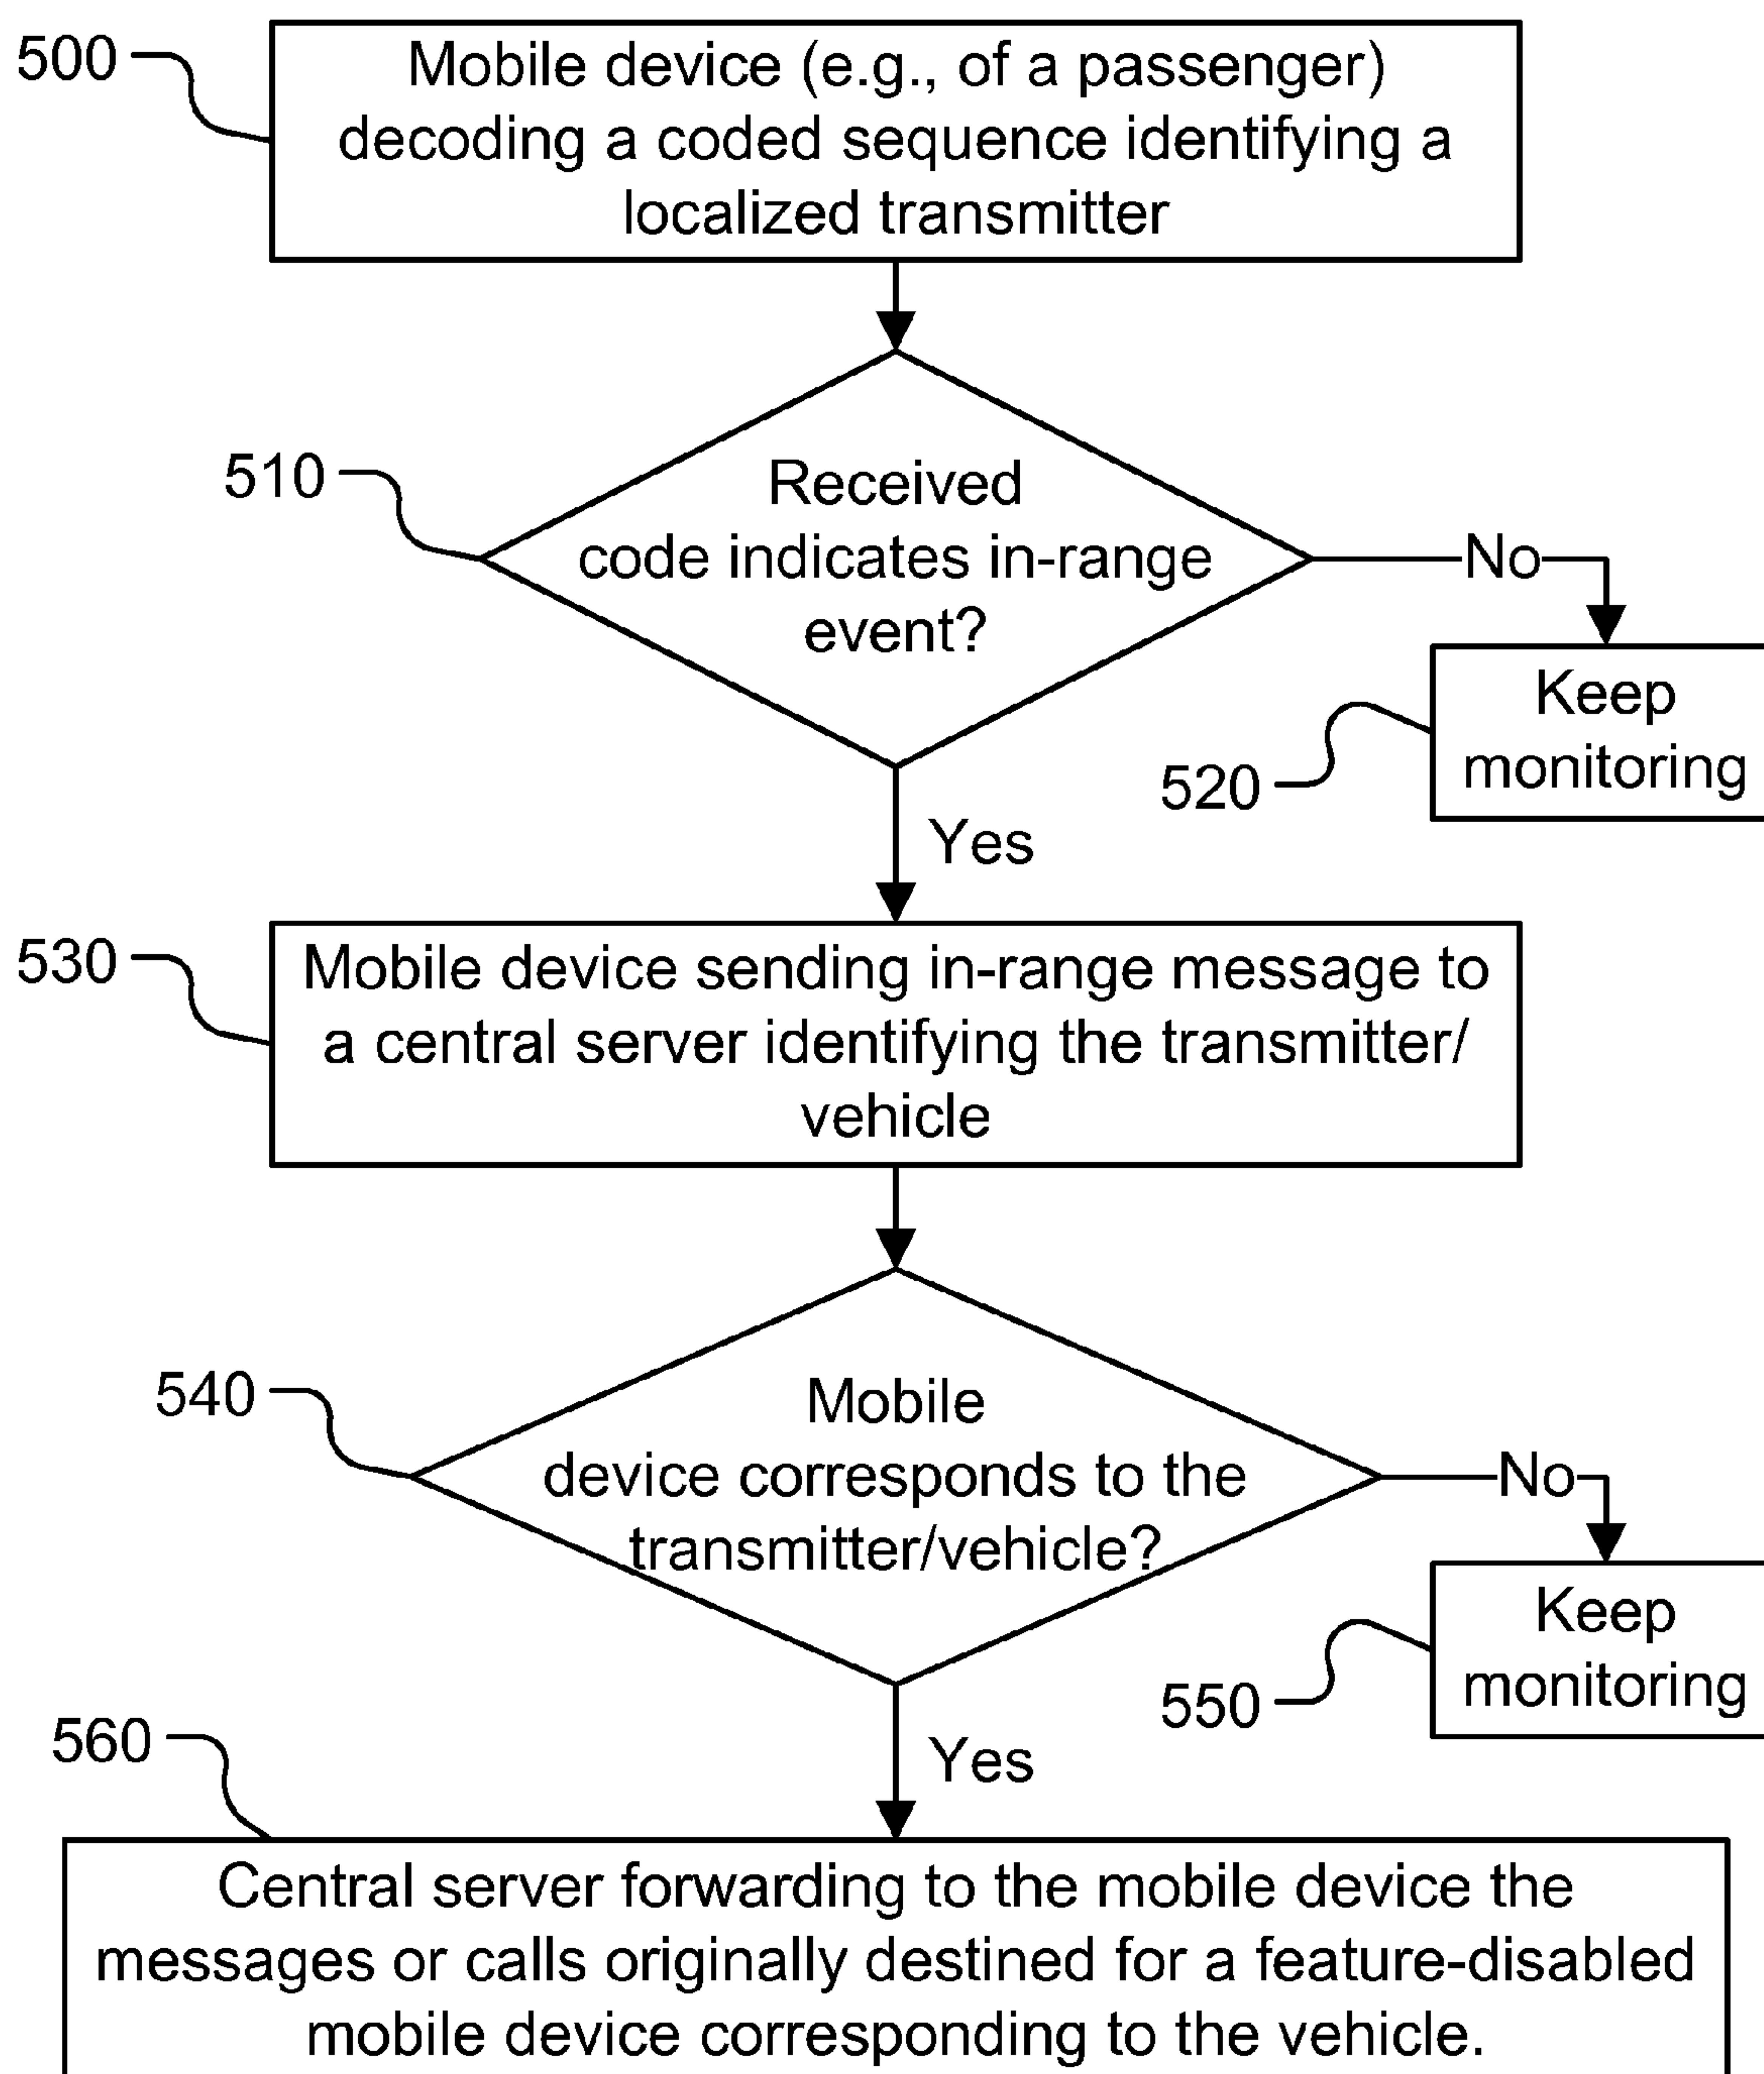 500
Mobile device (e.g., of a passenger)
decoding a coded sequence identifying a
localized transmitter
510
Received
code indicates in-range
event?
No
Keep
monitoring
520
Yes
530
Mobile device sending in-range message to
a central server identifying the transmitter/
vehicle
540
Mobile
device corresponds to the
transmitter/vehicle?
No
Keep
monitoring
550
Yes
560
Central server forwarding to the mobile device the
messages or calls originally destined for a feature-disabled
mobile device corresponding to the vehicle.